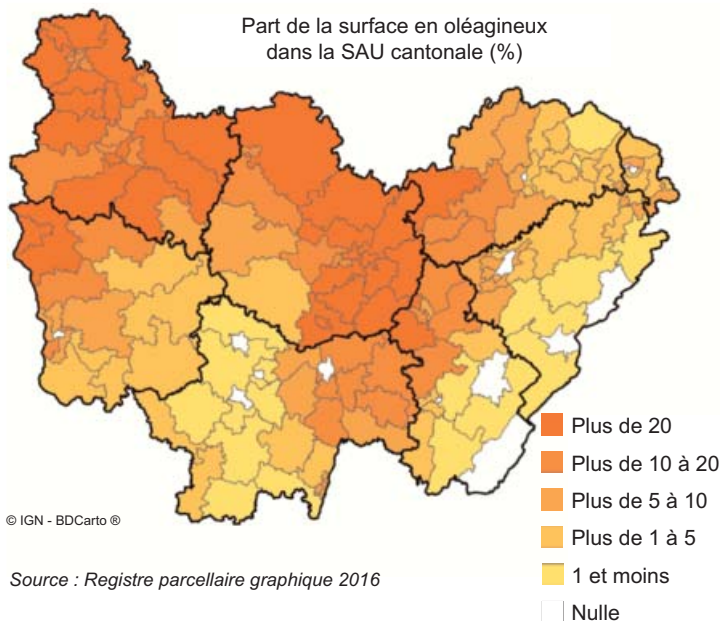 Part de la surface en oléagineux
dans la SAU cantonale (%)
Plus de 20
Plus de 10 à 20
Plus de 5 à 10
Plus de 1 à 5
1 et moins
Nulle
© IGN - BDCarto ®
Source : Registre parcellaire graphique 2016